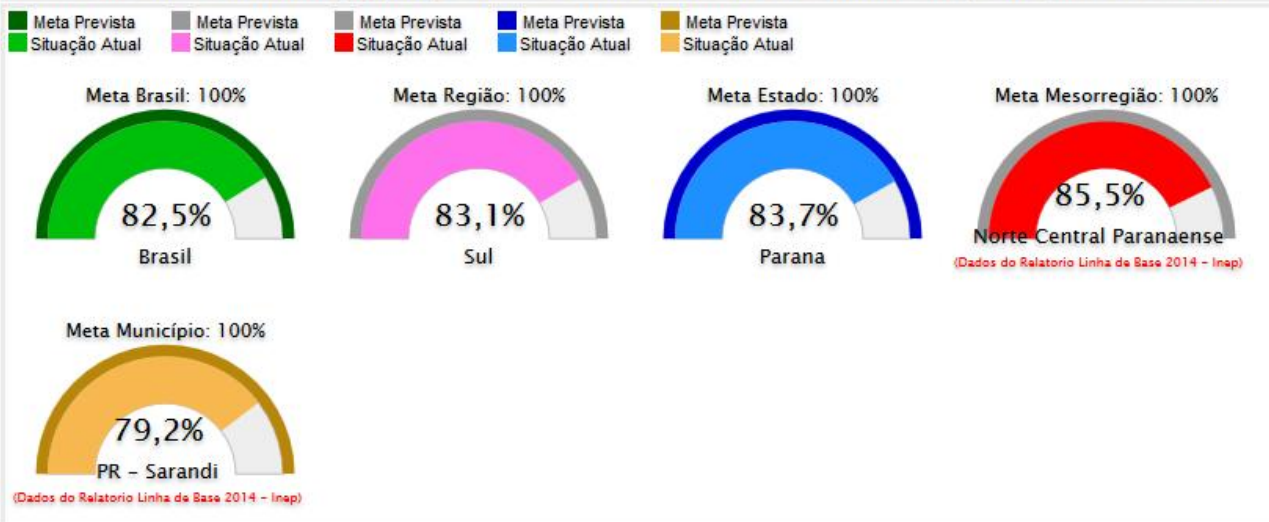 Meta Prevista Meta Prevista Meta Prevista Meta Prevista Meta Prevista
Situação Atual Situação Atual Situação Atual Situação Atual Situação Atual
Meta Brasil: 100%
82,5%
Brasil
Meta Região: 100%
83,1%
Sul
Meta Estado: 100%
83,7%
Parana
Meta Mesorregião: 100%
85,5%
Norte Central Paranaense
(Dados do Relatorio Linha de Base 2014 – Inep)
Meta Município: 100%
79,2%
PR – Sarandi
(Dados do Relatorio Linha de Base 2014 – Inep)